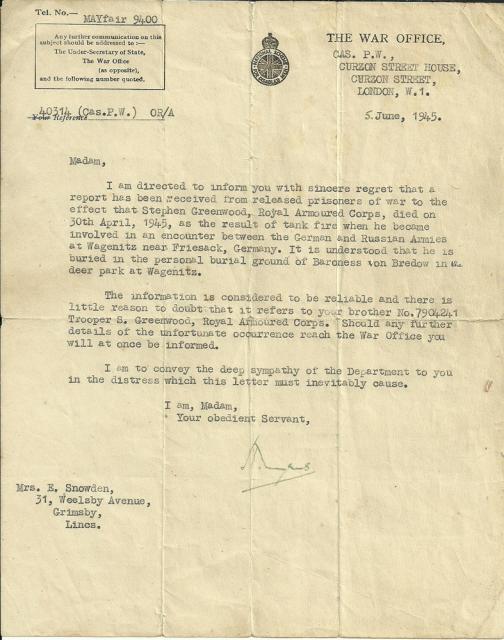 Tel. No.— MAYfair 9400
Any further communication on this
subject should be addressed to :—
The Under-Secretary of State,
The War Office
(as opposite),
and the following number quoted.
40314 (Cas.P.W.) OR/A
Your Reference
THE WAR OFFICE,
CAS. P.W.,
CURZON STREET HOUSE,
CURZON STREET,
LONDON, W.1.
5 June, 1945.
Madam,
I am directed to inform you with sincere regret that a
report has been received from released prisoners of war to the
effect that Stephen Greenwood, Royal Armoured Corps, died on
30th April, 1945, as the result of tank fire when he became
involved in an encounter between the German and Russian Armies
at Wagenitz near Friesack, Germany. It is understood that he is
buried in the personal burial ground of Baroness von Bredow in the
deer park at Wagenitz.
The information is considered to be reliable and there is
little reason to doubt that it refers to your brother No.7904241
Trooper S. Greenwood, Royal Armoured Corps. Should any further
details of the unfortunate occurrence reach the War Office you
will at once be informed.
I am to convey the deep sympathy of the Department to you
in the distress which this letter must inevitably cause.
I am, Madam,
Your obedient Servant,
Mrs. E. Snowden,
31, Weelsby Avenue,
Grimsby,
Lincs.